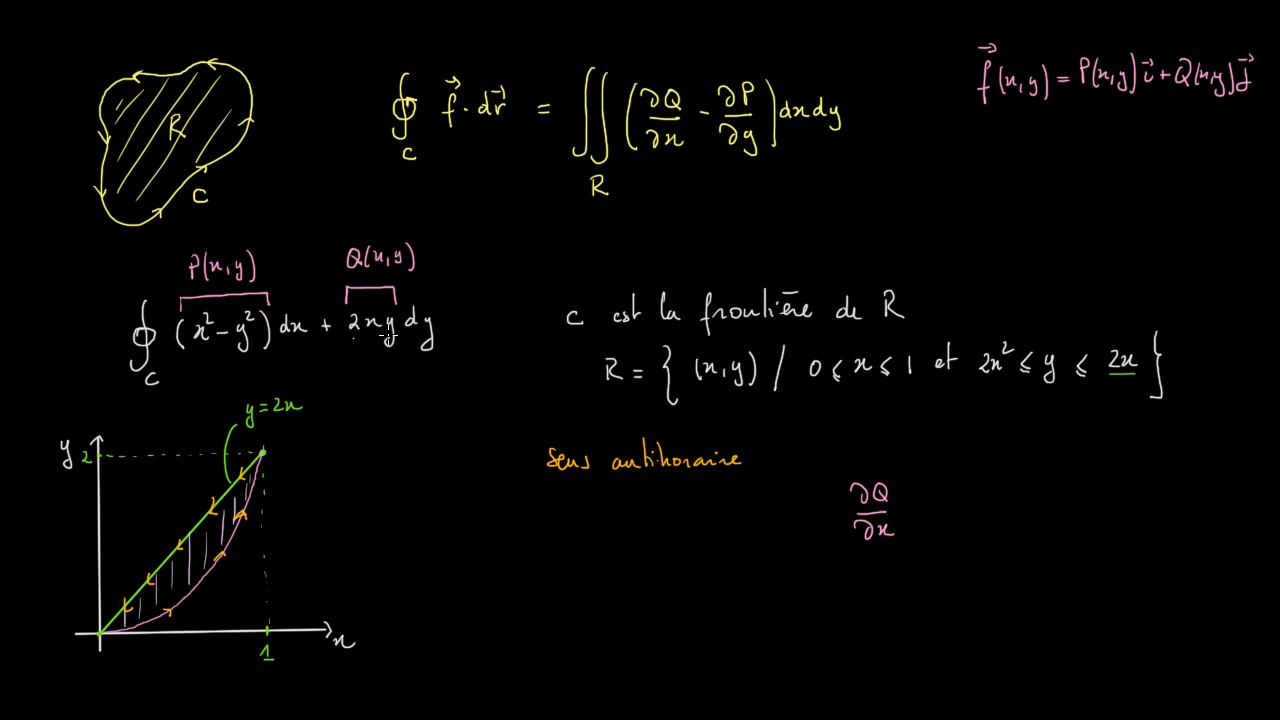 f⃗(x,y) = P(x,y) i⃗ + Q(x,y) j⃗
∮_C f⃗ · dr⃗ = ∬_R (∂Q/∂x − ∂P/∂y) dx dy
R
C
P(x,y) Q(x,y)
∮_C (x² − y²) dx + 2xy dy
C est la frontière de R
R = { (x,y) / 0 ⩽ x ⩽ 1 et 2x² ⩽ y ⩽ 2x }
y = 2x
y
2
1
x
Sens antihoraire
∂Q/∂x